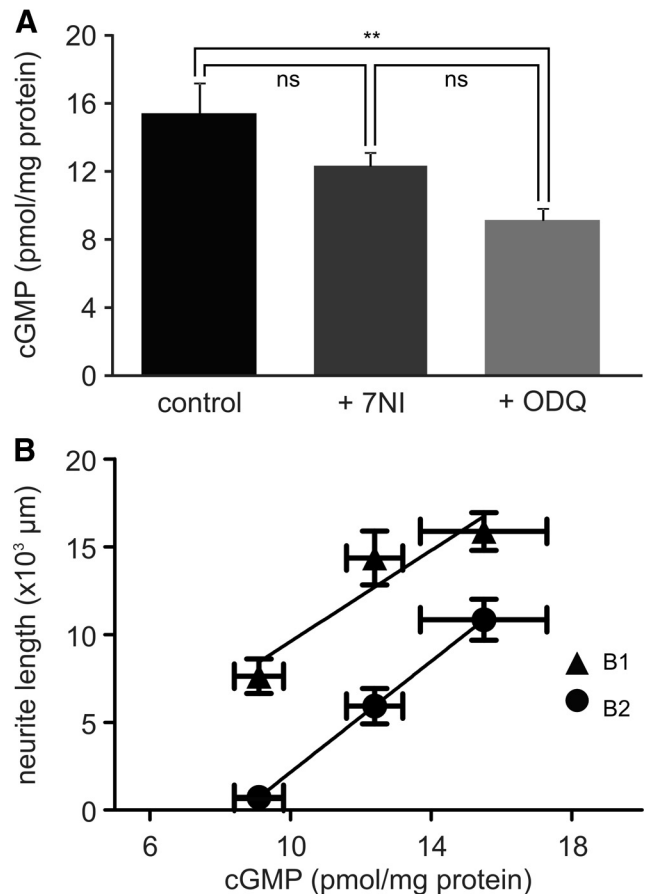 A
20
16
12
8
4
0
cGMP (pmol/mg protein)
**
ns
ns
control
+ 7NI
+ ODQ
B
20
15
10
5
0
neurite length (x10³ µm)
B1
B2
6
10
14
18
cGMP (pmol/mg protein)